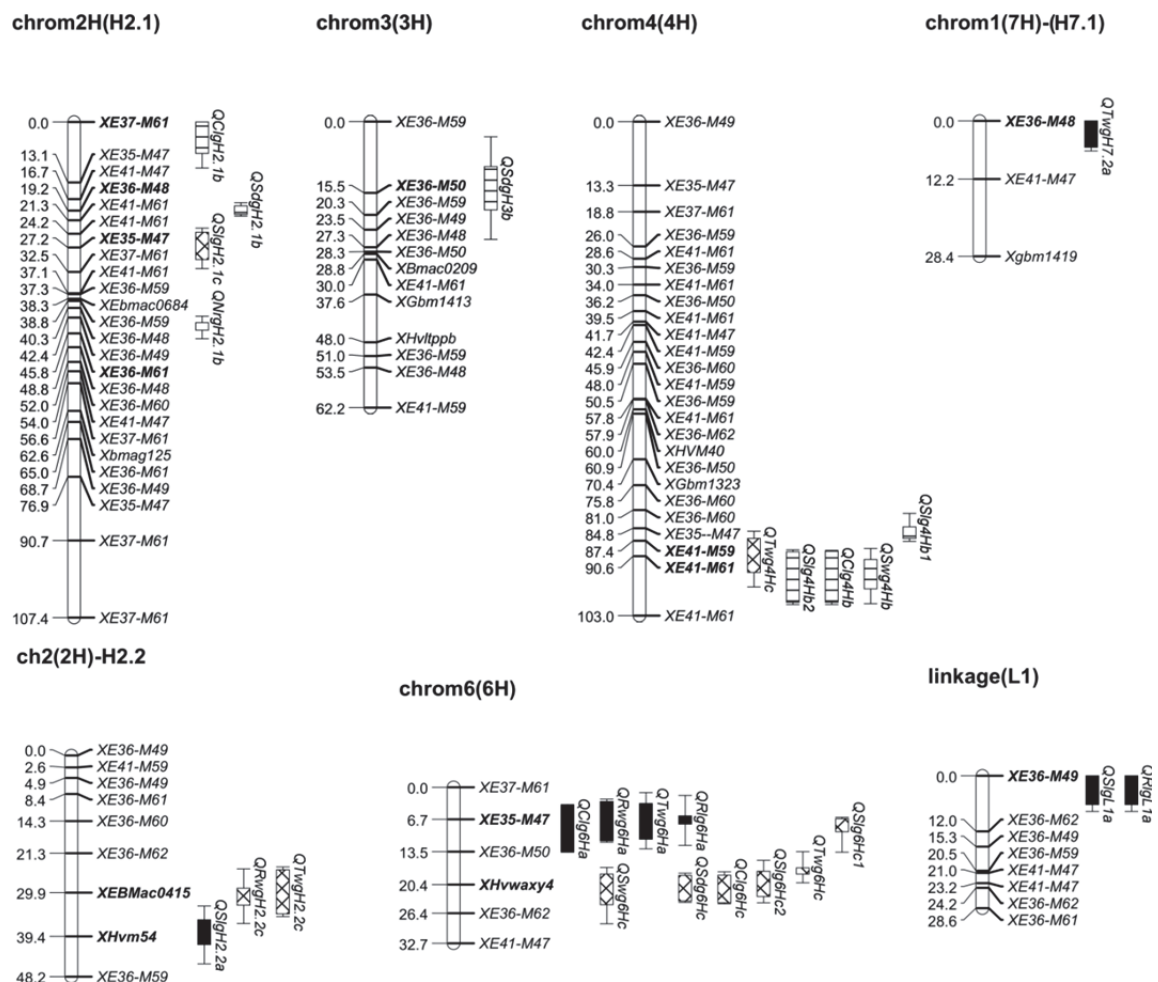 chrom2H(H2.1)
0.0 XE37-M61
13.1 XE35-M47
16.7 XE41-M47
19.2 XE36-M48
21.3 XE41-M61
24.2 XE41-M61
27.2 XE35-M47
32.5 XE37-M61
37.1 XE41-M61
37.3 XE36-M59
38.3 XEbmac0684
38.8 XE36-M59
40.3 XE36-M48
42.4 XE36-M49
45.8 XE36-M61
48.8 XE36-M48
52.0 XE36-M60
54.0 XE41-M47
56.6 XE37-M61
62.6 Xbmag125
65.0 XE36-M61
68.7 XE36-M49
76.9 XE35-M47
90.7 XE37-M61
107.4 XE37-M61
QClgH2.1b
QSdgH2.1b
QSlgH2.1c
QNrgH2.1b
chrom3(3H)
0.0 XE36-M59
15.5 XE36-M50
20.3 XE36-M59
23.5 XE36-M49
27.3 XE36-M48
28.3 XE36-M50
28.8 XBmac0209
30.0 XE41-M61
37.6 XGbm1413
48.0 XHvltppb
51.0 XE36-M59
53.5 XE36-M48
62.2 XE41-M59
QSdgH3b
chrom4(4H)
0.0 XE36-M49
13.3 XE35-M47
18.8 XE37-M61
26.0 XE36-M59
28.6 XE41-M61
30.3 XE36-M59
34.0 XE41-M61
36.2 XE36-M50
39.5 XE41-M61
41.7 XE41-M47
42.4 XE41-M59
45.9 XE36-M60
48.0 XE41-M59
50.5 XE36-M59
57.8 XE41-M61
57.9 XE36-M62
60.0 XHVM40
60.9 XE36-M50
70.4 XGbm1323
75.8 XE36-M60
81.0 XE36-M60
84.8 XE35--M47
87.4 XE41-M59
90.6 XE41-M61
103.0 XE41-M61
QTwg4Hc
QSlg4Hb2
QClg4Hb
QSwg4Hb
QSlg4Hb1
chrom1(7H)-(H7.1)
0.0 XE36-M48
12.2 XE41-M47
28.4 Xgbm1419
QTwgH7.2a
ch2(2H)-H2.2
0.0 XE36-M49
2.6 XE41-M59
4.9 XE36-M49
8.4 XE36-M61
14.3 XE36-M60
21.3 XE36-M62
29.9 XEBMac0415
39.4 XHvm54
48.2 XE36-M59
QSlgH2.2a
QRwgH2.2c
QTwgH2.2c
chrom6(6H)
0.0 XE37-M61
6.7 XE35-M47
13.5 XE36-M50
20.4 XHvwaxy4
26.4 XE36-M62
32.7 XE41-M47
QClg6Ha
QRwg6Ha
QTwg6Ha
QRlg6Ha
QSwg6Hc
QSdg6Hc
QClg6Hc
QSlg6Hc2
QTwg6Hc
QSlg6Hc1
linkage(L1)
0.0 XE36-M49
12.0 XE36-M62
15.3 XE36-M49
20.5 XE36-M59
21.0 XE41-M47
23.2 XE41-M47
24.2 XE36-M62
28.6 XE36-M61
QSlgL1a
QRlgL1a